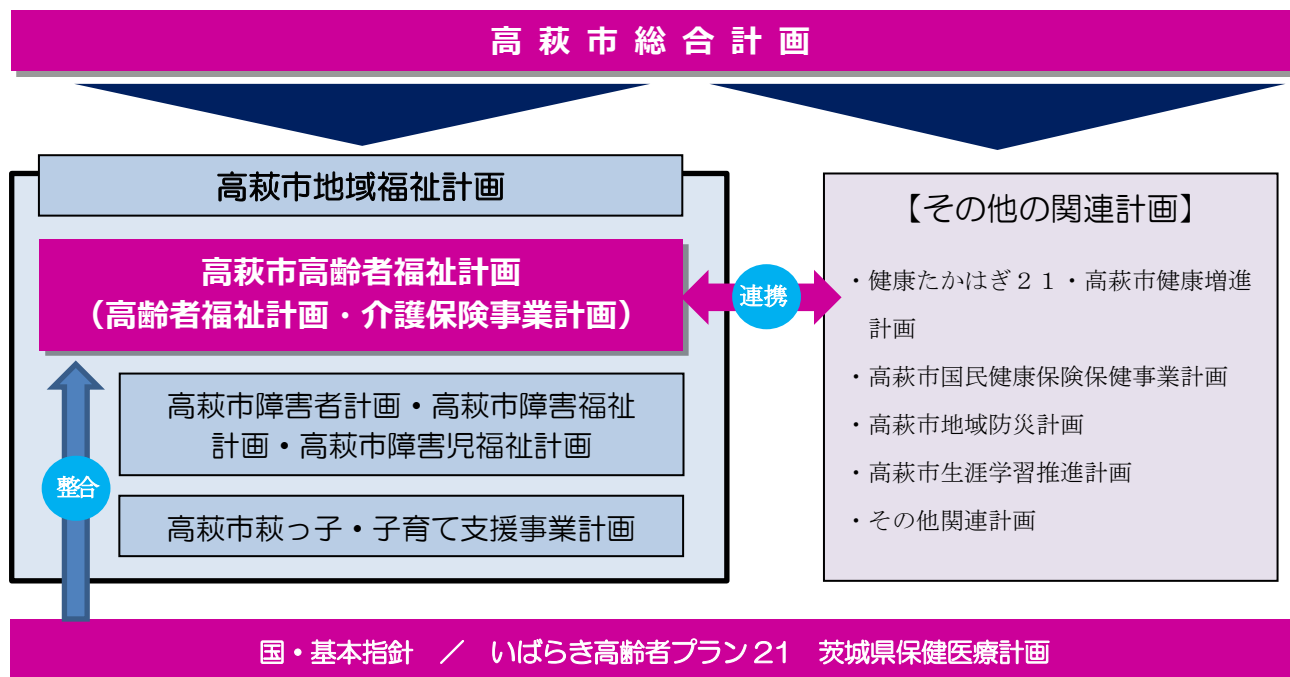 高萩市総合計画
高萩市地域福祉計画
高萩市高齢者福祉計画
（高齢者福祉計画・介護保険事業計画）
連携
高萩市障害者計画・高萩市障害福祉
計画・高萩市障害児福祉計画
整合
高萩市萩っ子・子育て支援事業計画
【その他の関連計画】
・健康たかはぎ２１・高萩市健康増進
計画
・高萩市国民健康保険保健事業計画
・高萩市地域防災計画
・高萩市生涯学習推進計画
・その他関連計画
国・基本指針　／　いばらき高齢者プラン21　茨城県保健医療計画